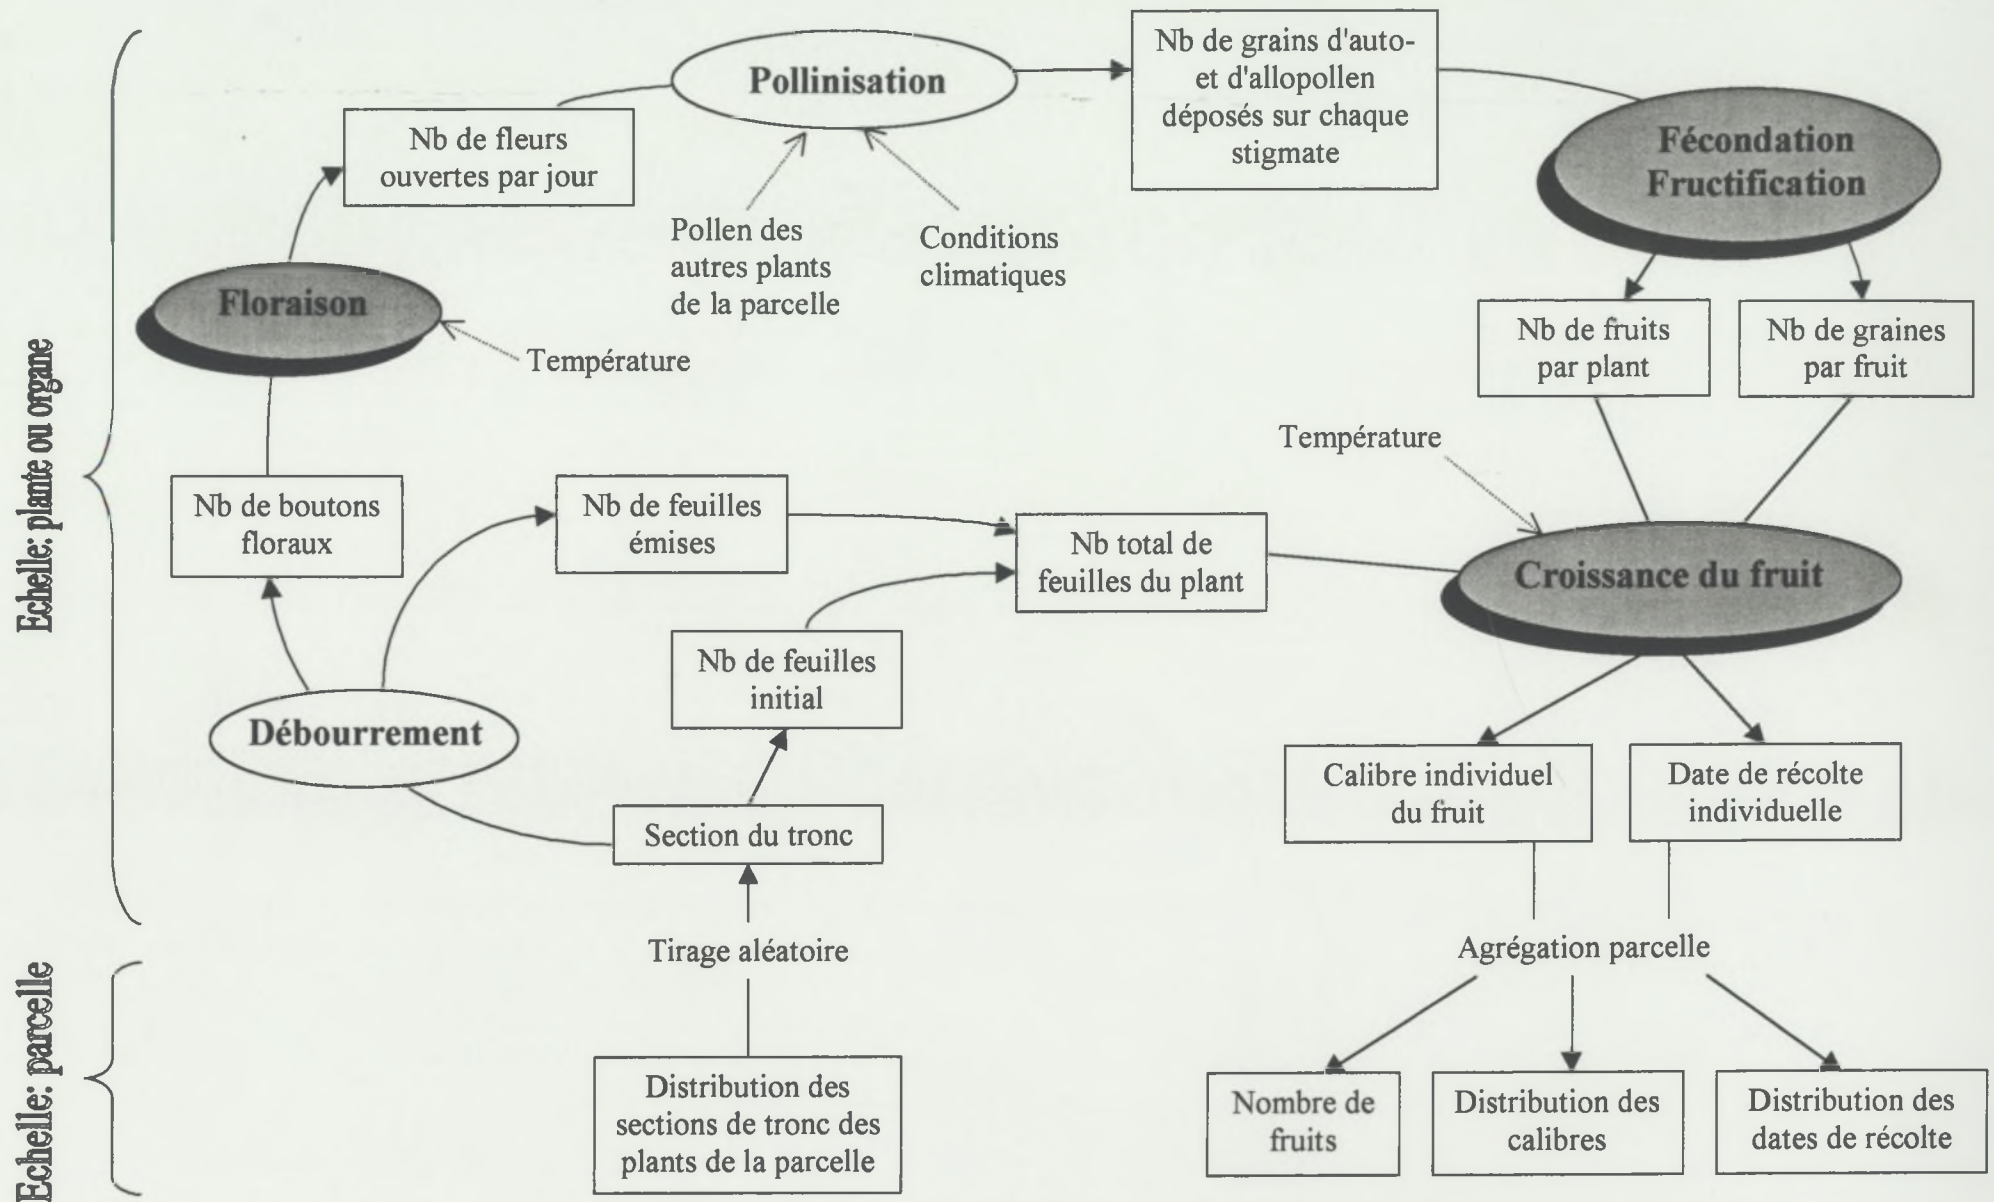 Echelle: plante ou organe
Nb de fleurs
ouvertes par jour
Pollinisation
Nb de grains d'auto-
et d'allopollen
déposés sur chaque
stigmate
Fécondation
Fructification
Pollen des
autres plants
de la parcelle
Conditions
climatiques
Floraison
Température
Nb de fruits
par plant
Nb de graines
par fruit
Température
Nb de boutons
floraux
Nb de feuilles
émises
Nb total de
feuilles du plant
Croissance du fruit
Nb de feuilles
initial
Débourrement
Section du tronc
Calibre individuel
du fruit
Date de récolte
individuelle
Tirage aléatoire
Agrégation parcelle
Echelle: parcelle
Distribution des
sections de tronc des
plants de la parcelle
Nombre de
fruits
Distribution des
calibres
Distribution des
dates de récolte